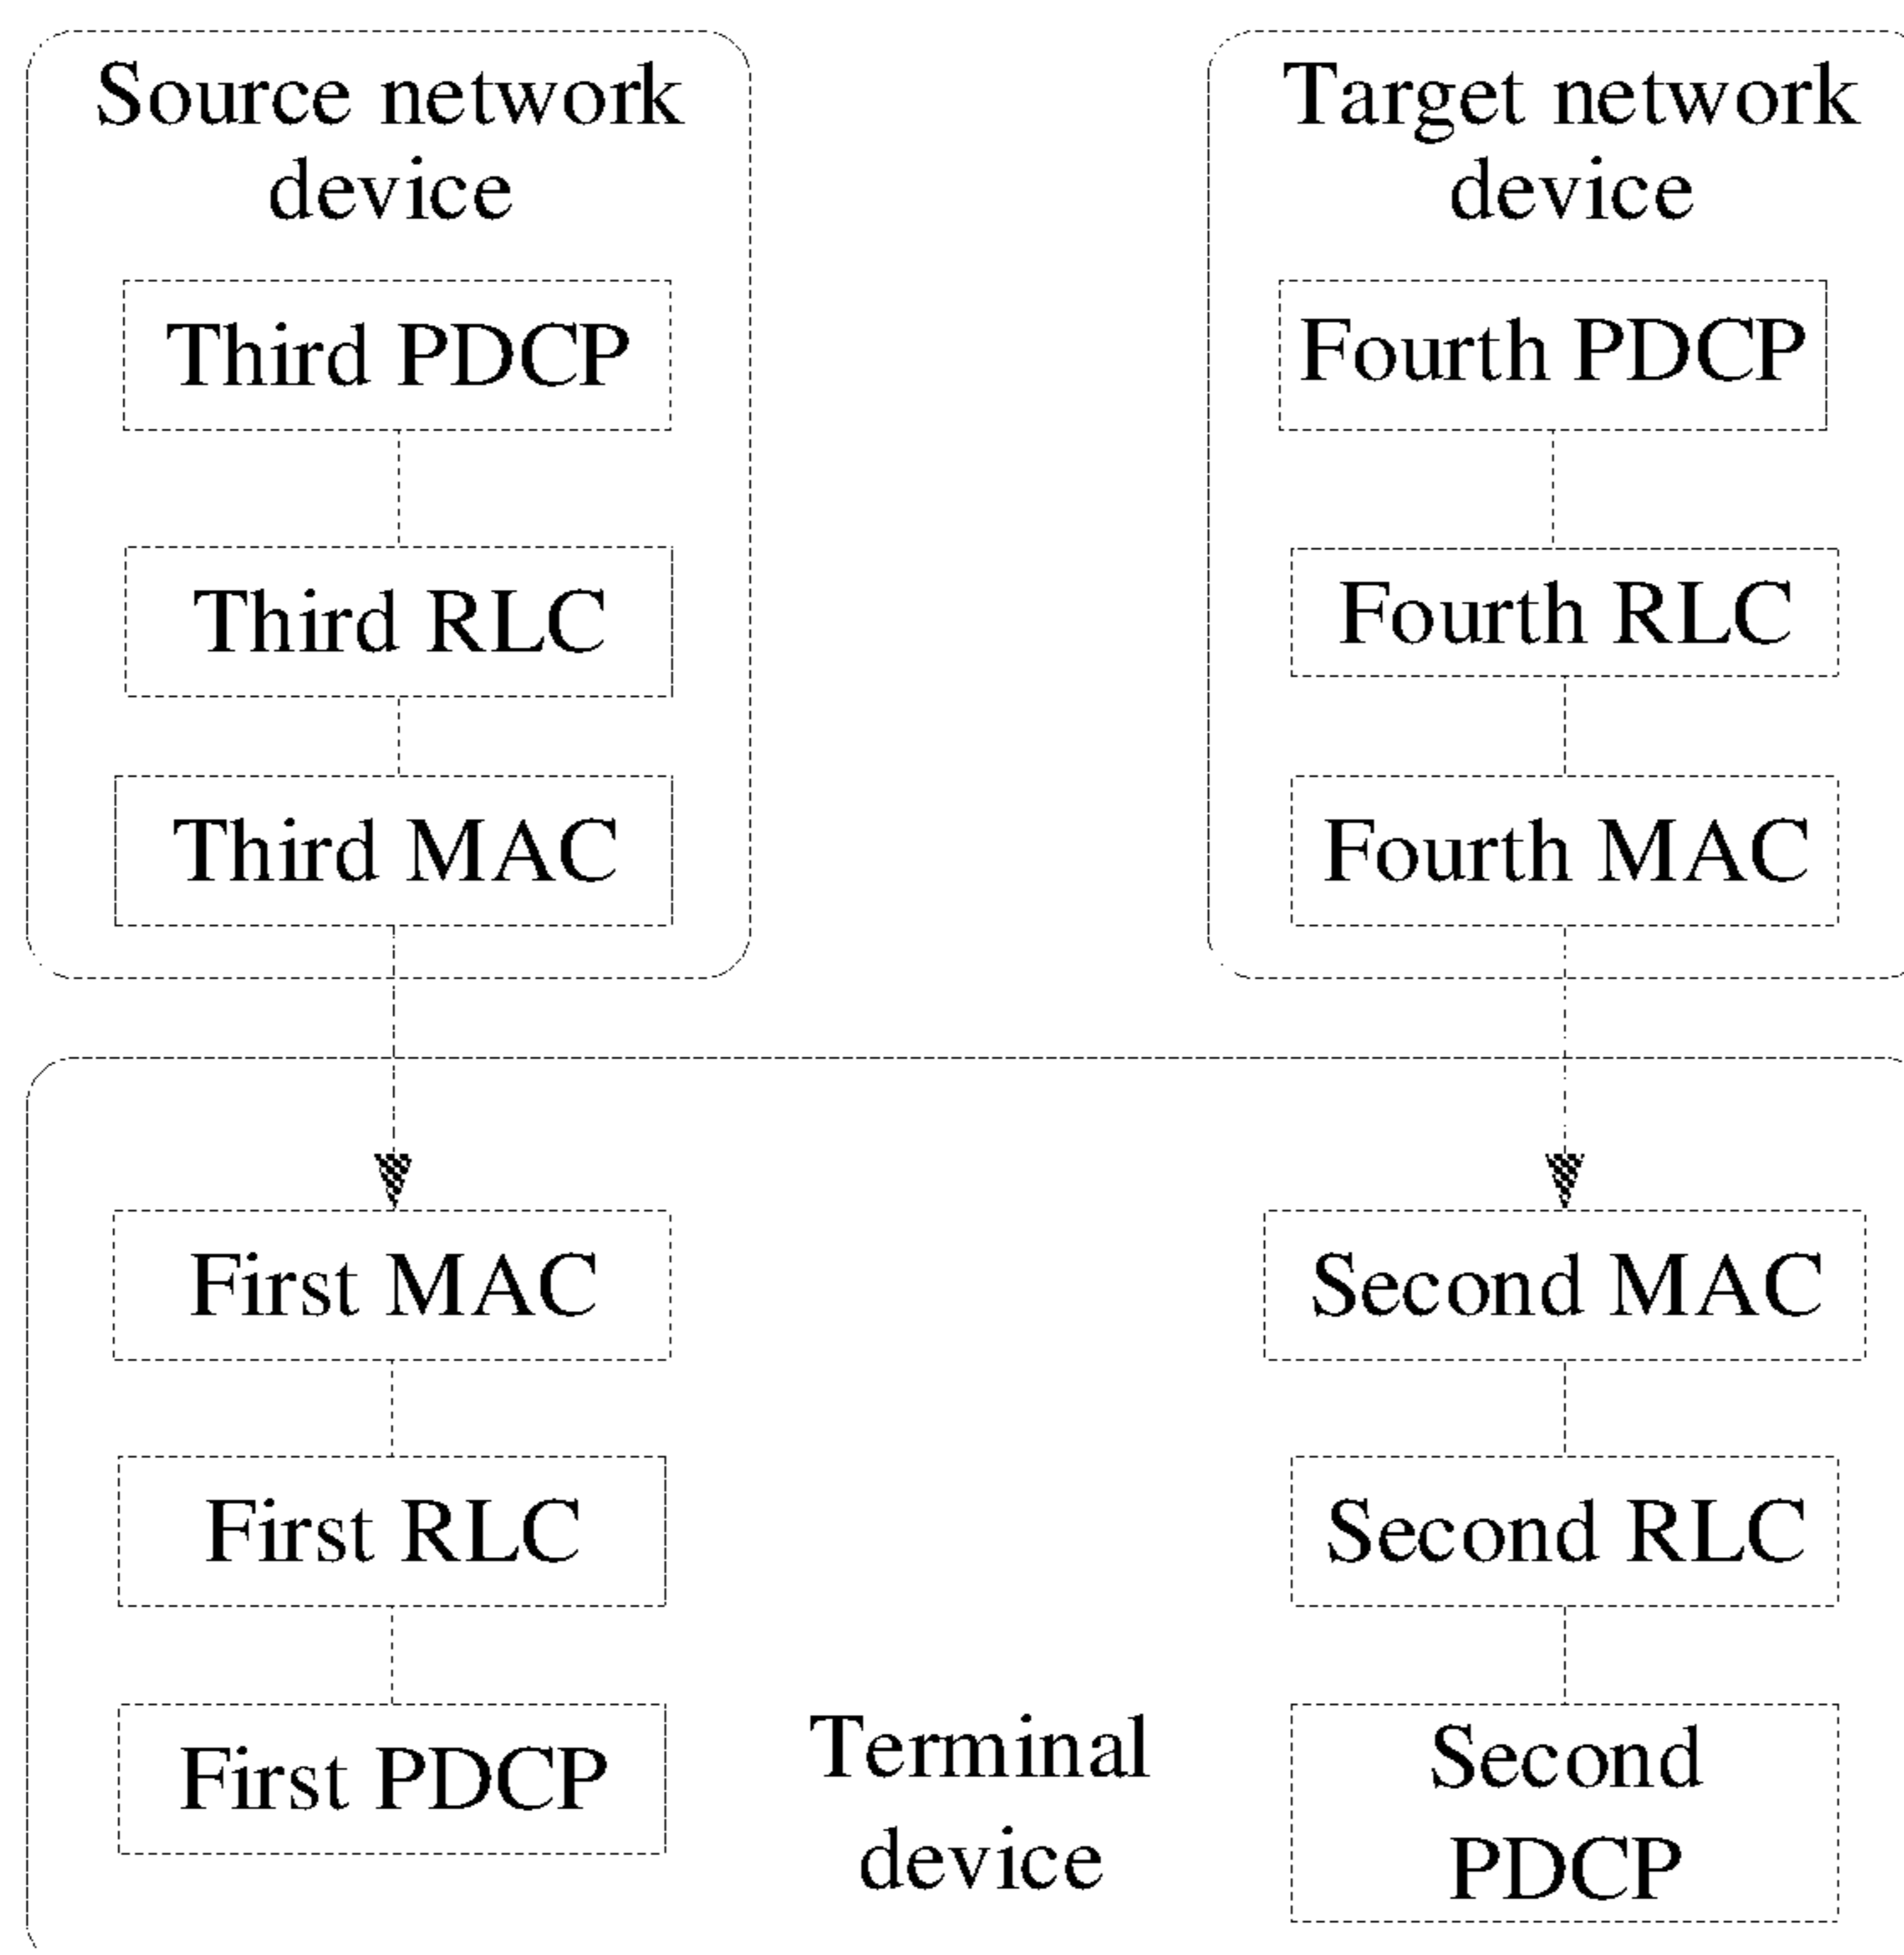 Source network
device
Third PDCP
Third RLC
Third MAC
Target network
device
Fourth PDCP
Fourth RLC
Fourth MAC
First MAC
First RLC
First PDCP
Terminal
device
Second MAC
Second RLC
Second
PDCP